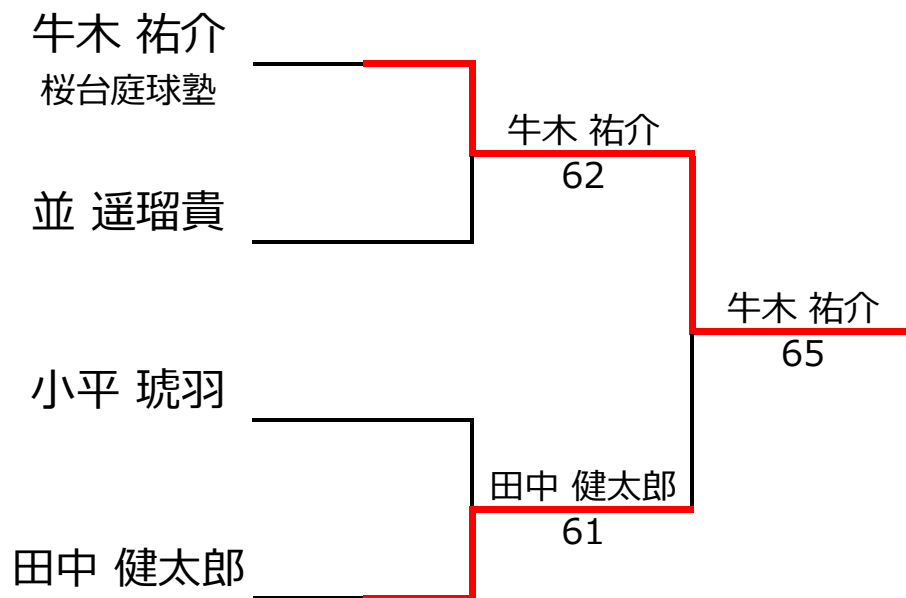 牛木 祐介
桜台庭球塾
牛木 祐介
62
並 遥瑠貴
牛木 祐介
65
小平 琥羽
田中 健太郎
61
田中 健太郎